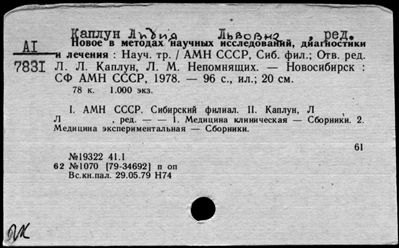 Каплун Лидия Львовна, ред.
АІ
783I
Новое в методах научных исследований, диагностики
и лечения : Науч. тр. / АМН СССР, Сиб. фил.; Отв. ред.
Л. Л. Каплун, Л. М. Непомнящих. — Новосибирск :
СФ АМН СССР, 1978. — 96 с., ил.; 20 см.
78 к. 1.000 экз.
I. АМН СССР. Сибирский филиал. II. Каплун, Л
Л , ред. — — 1. Медицина клиническая — Сборники. 2.
Медицина экспериментальная — Сборники.
61
№19322 41.1
62 №1070 [79-34692] п оп
Вс.кн.пал. 29.05.79 Н74